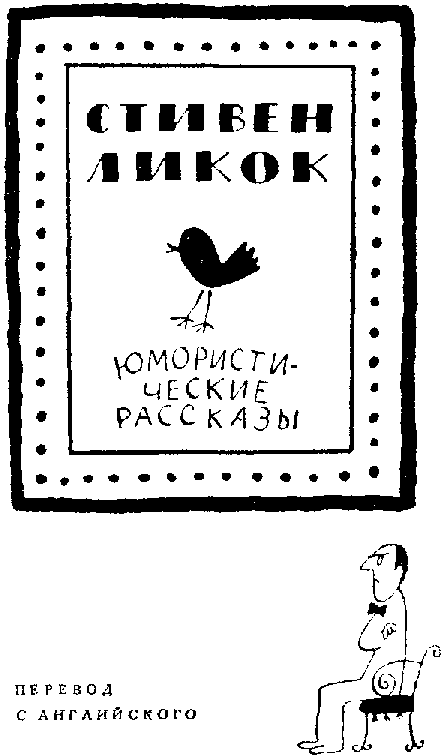 СТИВЕН
ЛИКОК
ЮМОРИСТИ-
ЧЕСКИЕ
РАССКАЗЫ
ПЕРЕВОД
С АНГЛИЙСКОГО